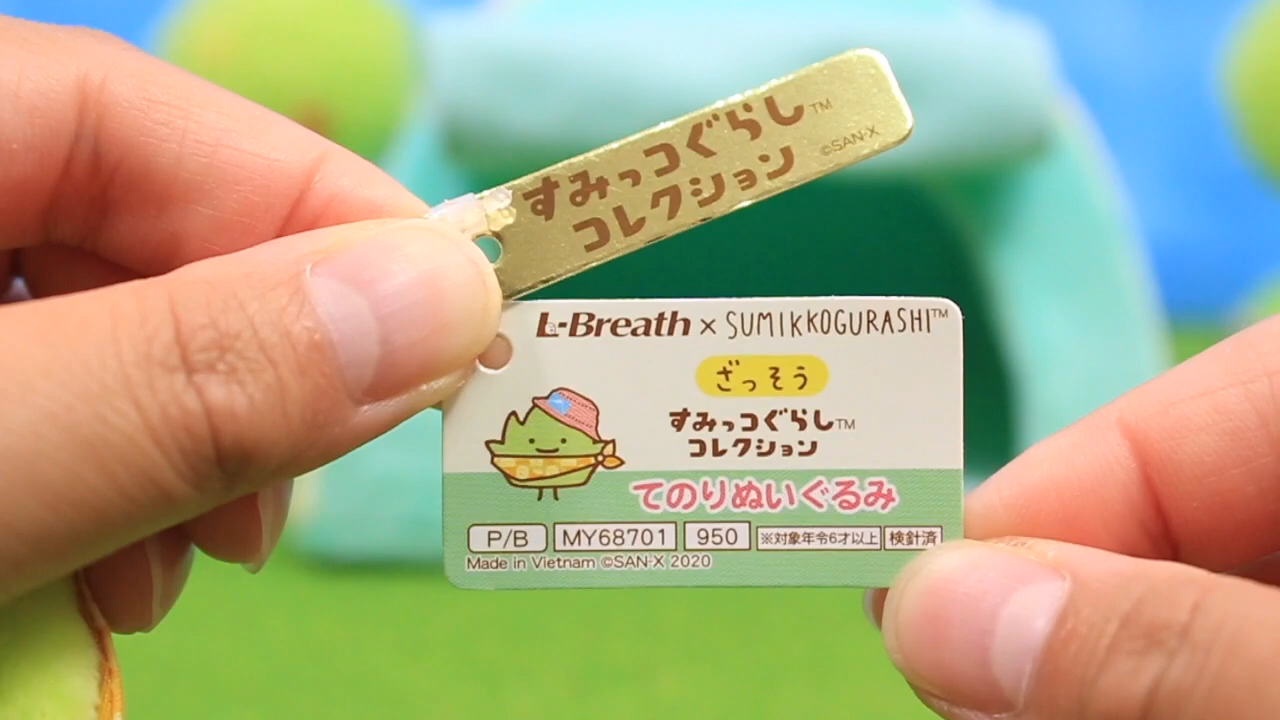 すみっコぐらし™
コレクション
©SAN-X
L-Breath × SUMIKKOGURASHI™
ざっそう
すみっコぐらし™
コレクション
てのりぬいぐるみ
P/B MY68701 950 ※対象年令6才以上 検針済
Made in Vietnam ©SAN-X 2020